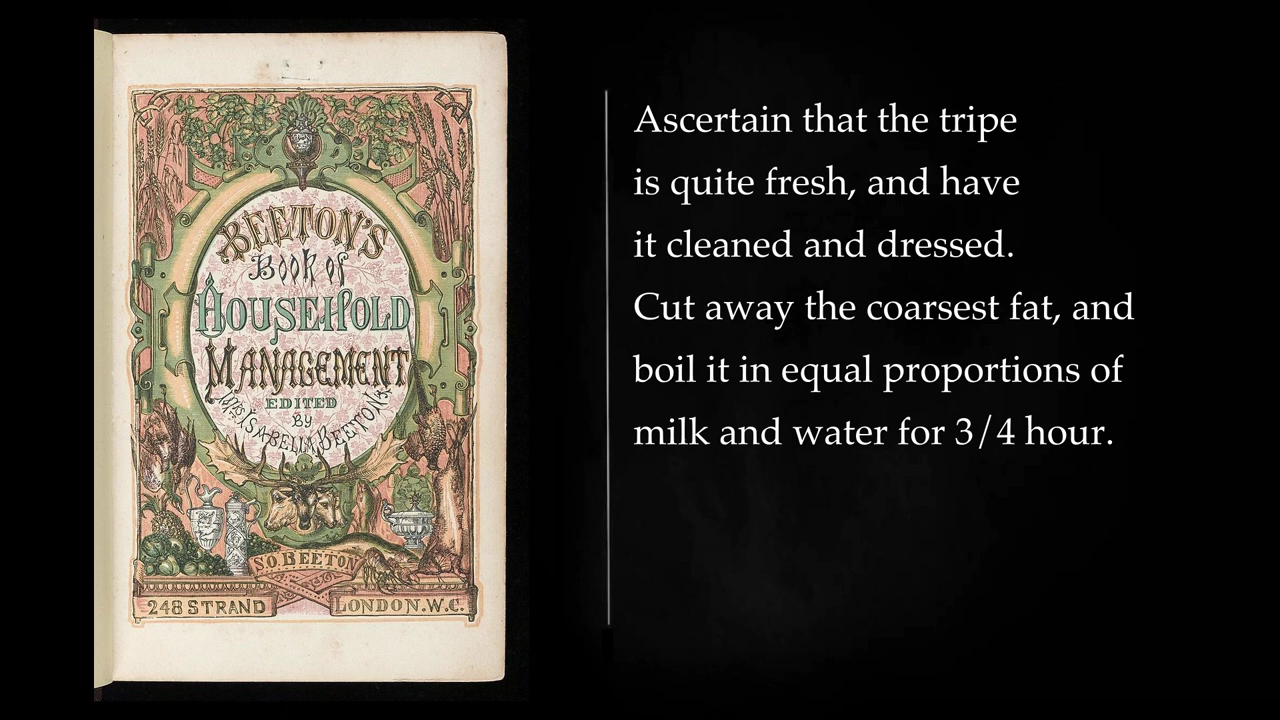 BEETON'S
Book of
HOUSEHOLD
MANAGEMENT
EDITED
BY
MRS ISABELLA BEETON.
S.O. BEETON
248 STRAND LONDON. W.C.
Ascertain that the tripe
is quite fresh, and have
it cleaned and dressed.
Cut away the coarsest fat, and
boil it in equal proportions of
milk and water for 3/4 hour.